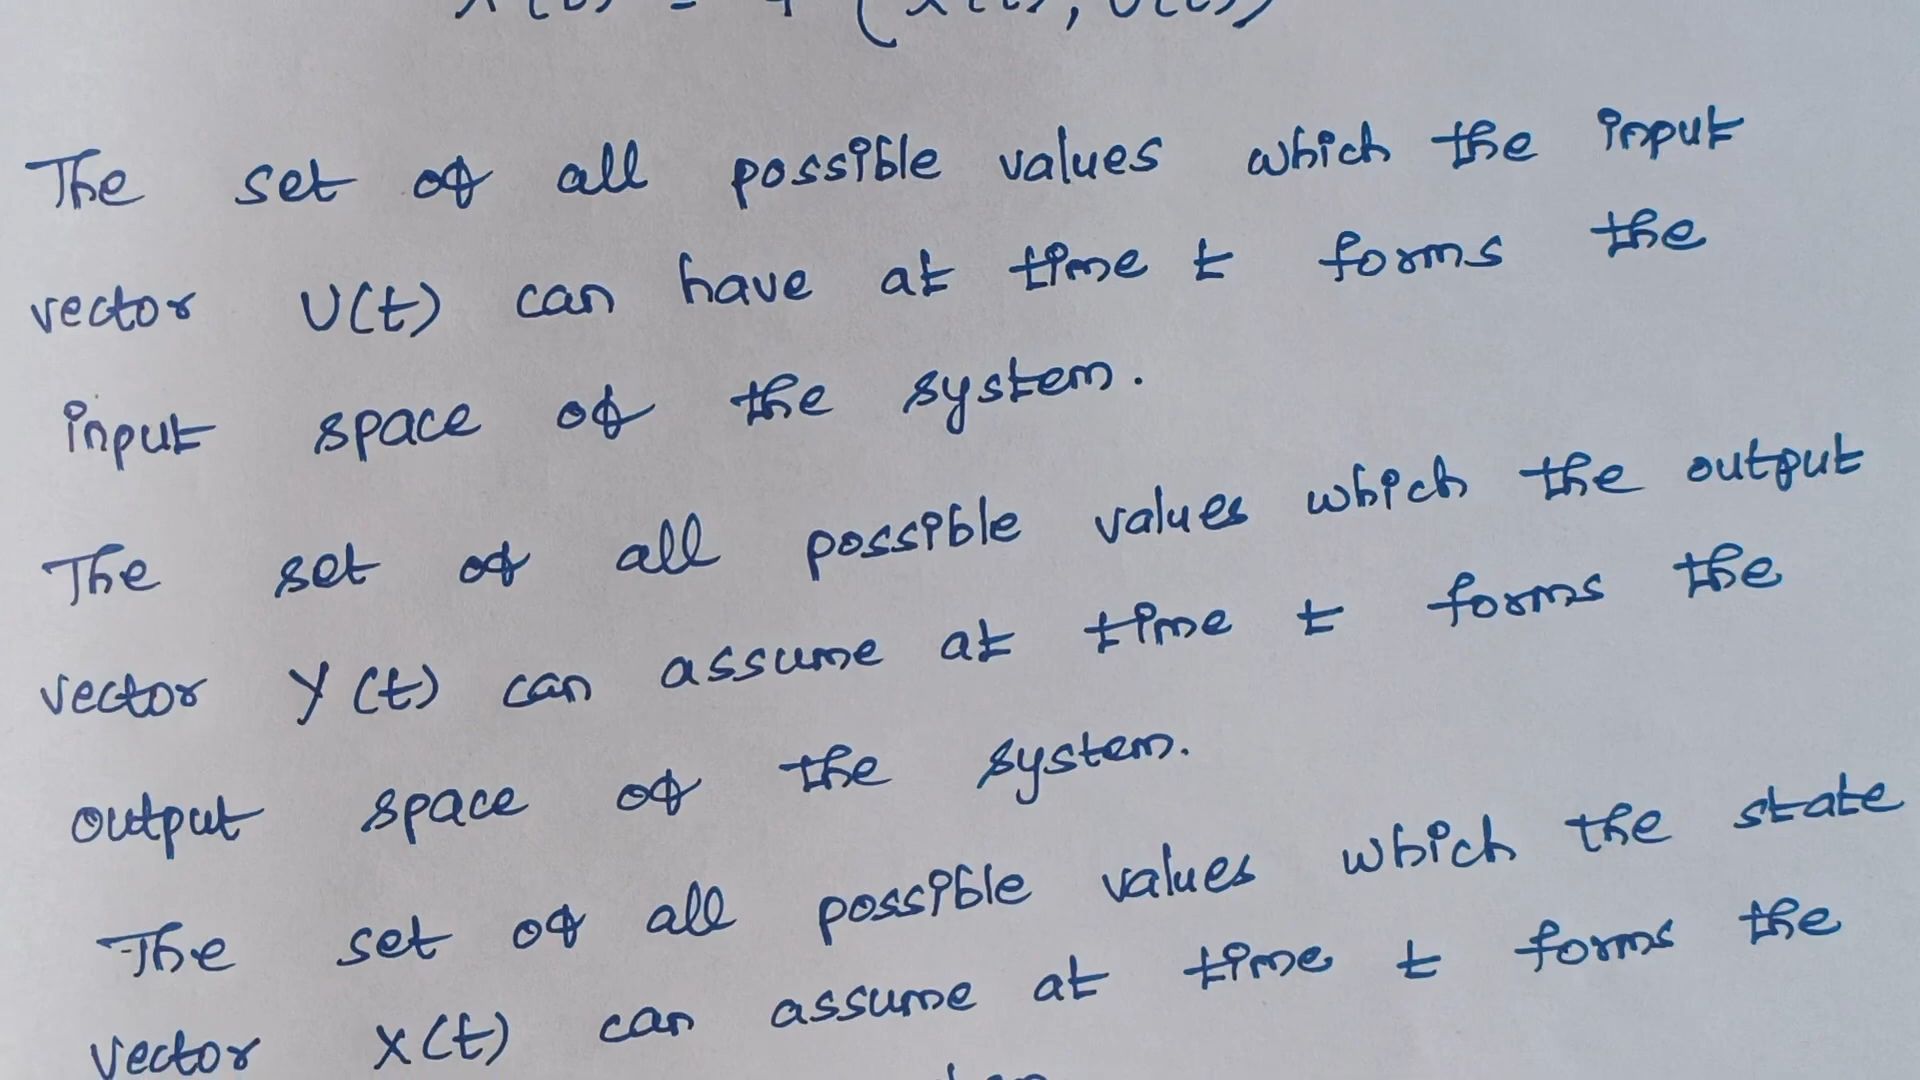 The set of all possible values which the input
vector U(t) can have at time t forms the
input space of the system.
The set of all possible values which the output
vector Y(t) can assume at time t forms the
output space of the system.
The set of all possible values which the state
vector X(t) can assume at time t forms the